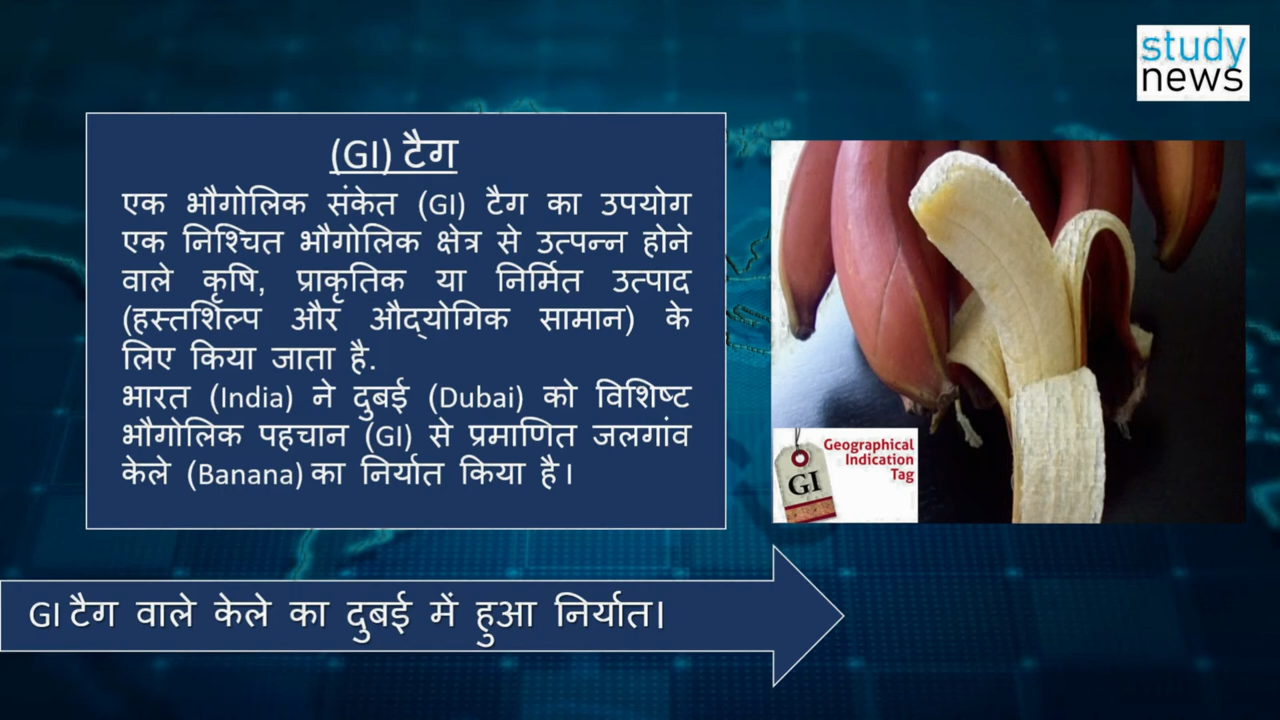 study
news
(GI) टैग
एक भौगोलिक संकेत (GI) टैग का उपयोग
एक निश्चित भौगोलिक क्षेत्र से उत्पन्न होने
वाले कृषि, प्राकृतिक या निर्मित उत्पाद
(हस्तशिल्प और औद्योगिक सामान) के
लिए किया जाता है.
भारत (India) ने दुबई (Dubai) को विशिष्ट
भौगोलिक पहचान (GI) से प्रमाणित जलगांव
केले (Banana) का निर्यात किया है।
Geographical
Indication
Tag
GI
GI टैग वाले केले का दुबई में हुआ निर्यात।